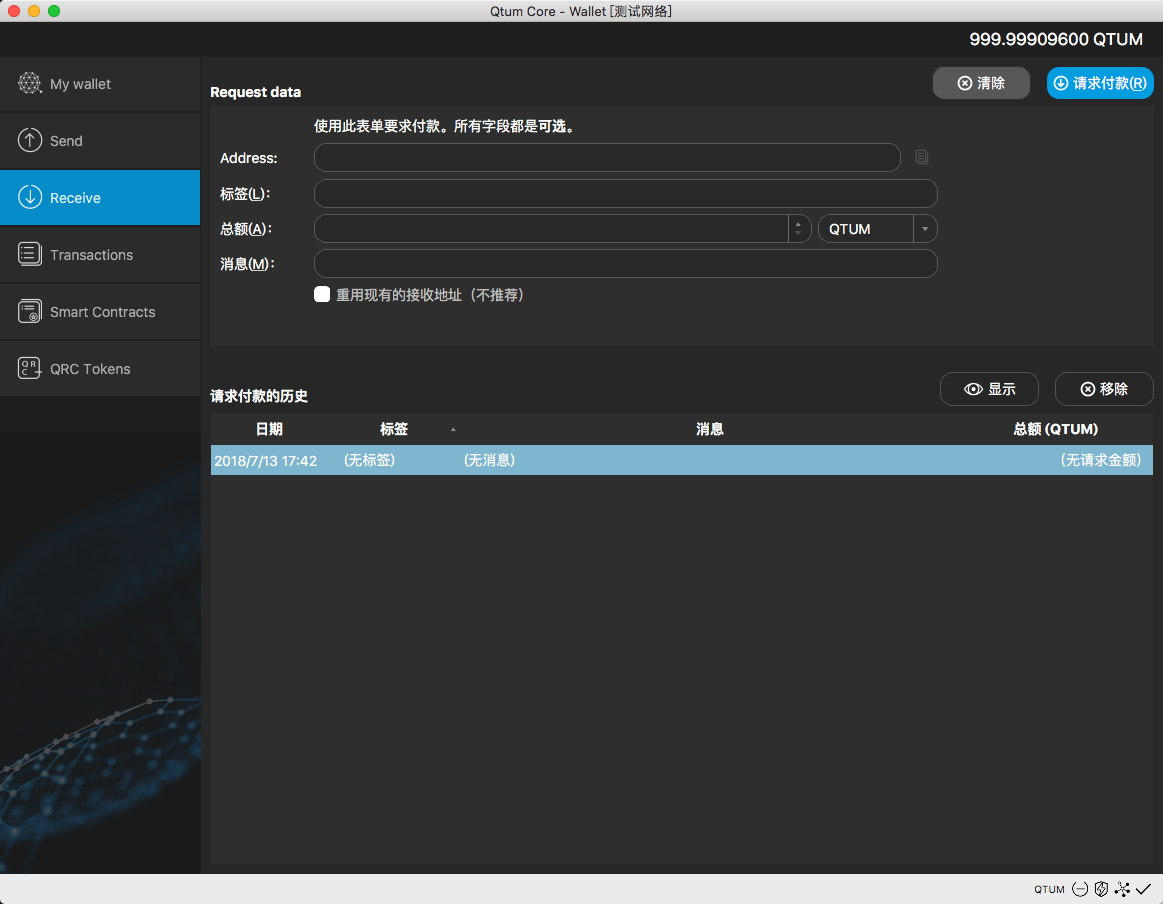 Qtum Core - Wallet [测试网络]
999.99909600 QTUM
My wallet
Send
Receive
Transactions
Smart Contracts
QRC Tokens
Request data
清除
请求付款(R)
使用此表单要求付款。所有字段都是可选。
Address:
标签(L):
总额(A):
QTUM
消息(M):
重用现有的接收地址（不推荐）
请求付款的历史
显示
移除
日期 标签 消息 总额 (QTUM)
2018/7/13 17:42 (无标签) (无消息) (无请求金额)
QTUM